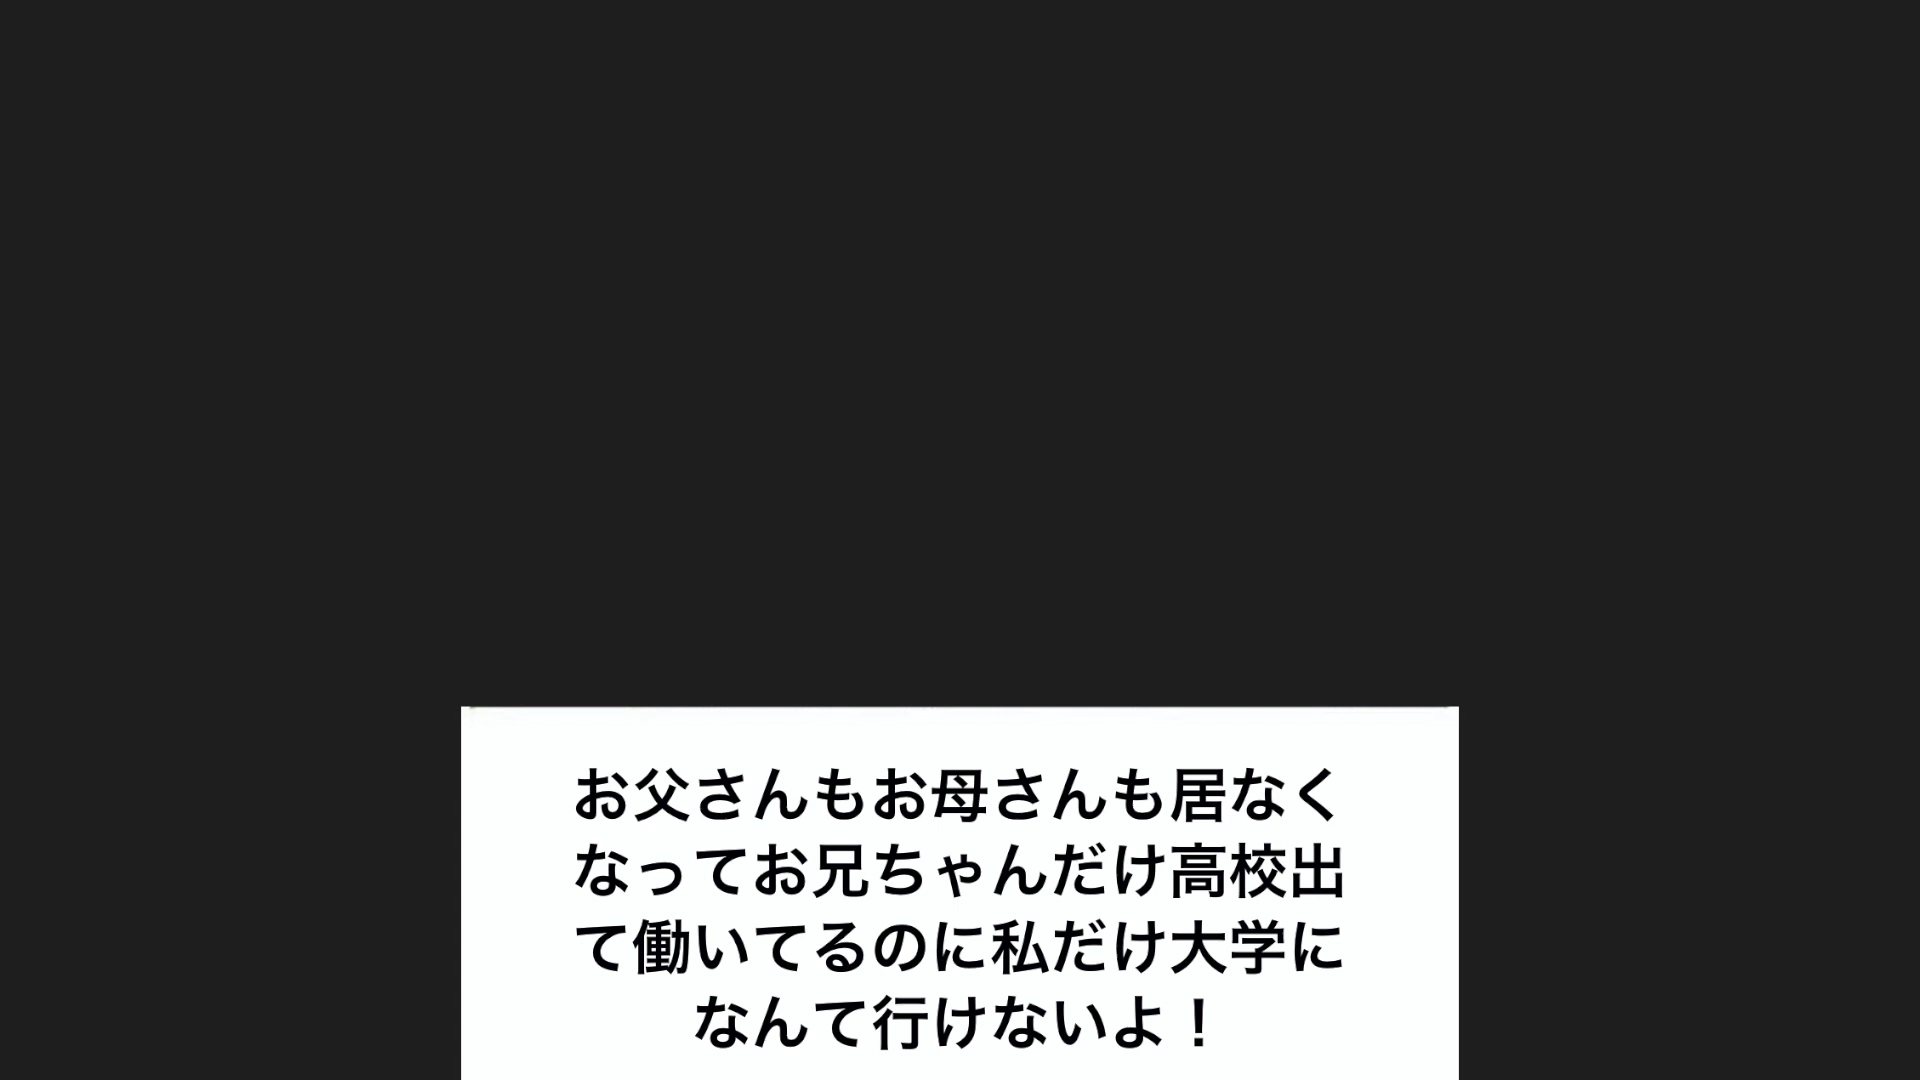 お父さんもお母さんも居なく
なってお兄ちゃんだけ高校出
て働いてるのに私だけ大学に
なんて行けないよ！